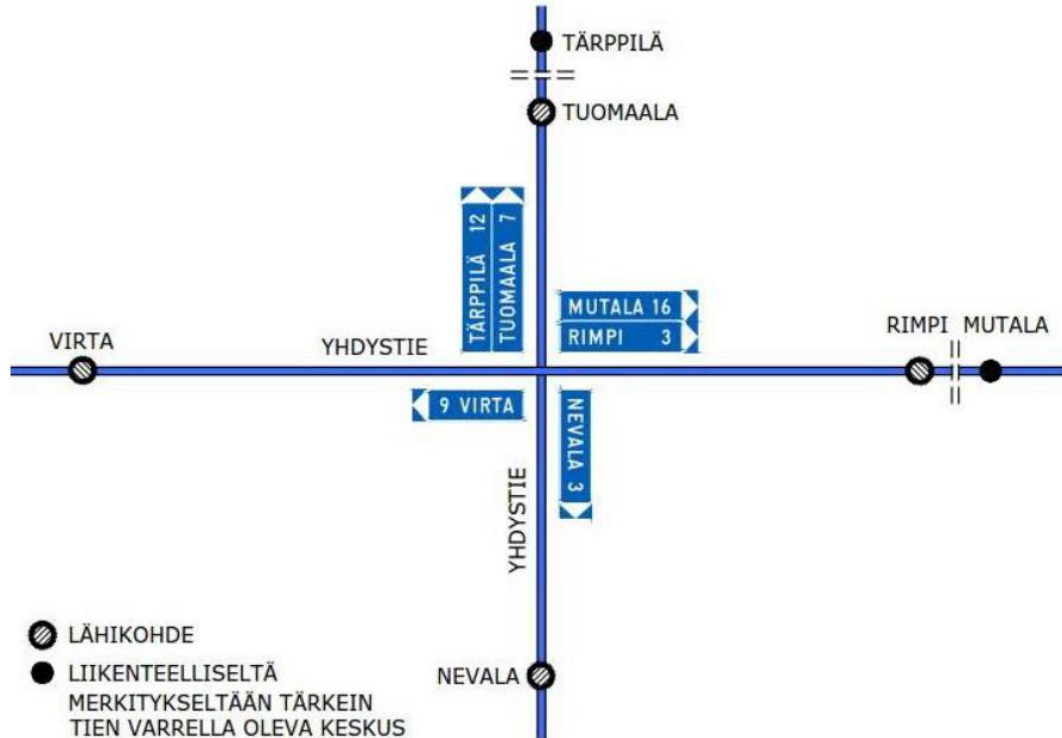 TÄRPPILÄ
TUOMAALA
TÄRPPILÄ 12
TUOMAALA 7
MUTALA 16
RIMPI 3
VIRTA
YHDYSTIE
RIMPI
MUTALA
9 VIRTA
NEVALA 3
YHDYSTIE
LÄHIKOHDE
LIIKENTEELLISELTÄ
MERKITYKSELTÄÄN TÄRKEIN
TIEN VARRELLA OLEVA KESKUS
NEVALA